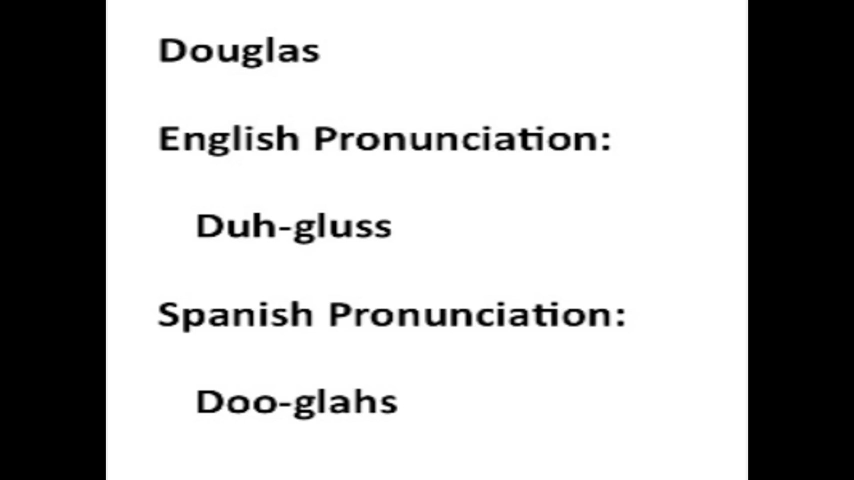 Douglas
English Pronunciation:
Duh-gluss
Spanish Pronunciation:
Doo-glahs